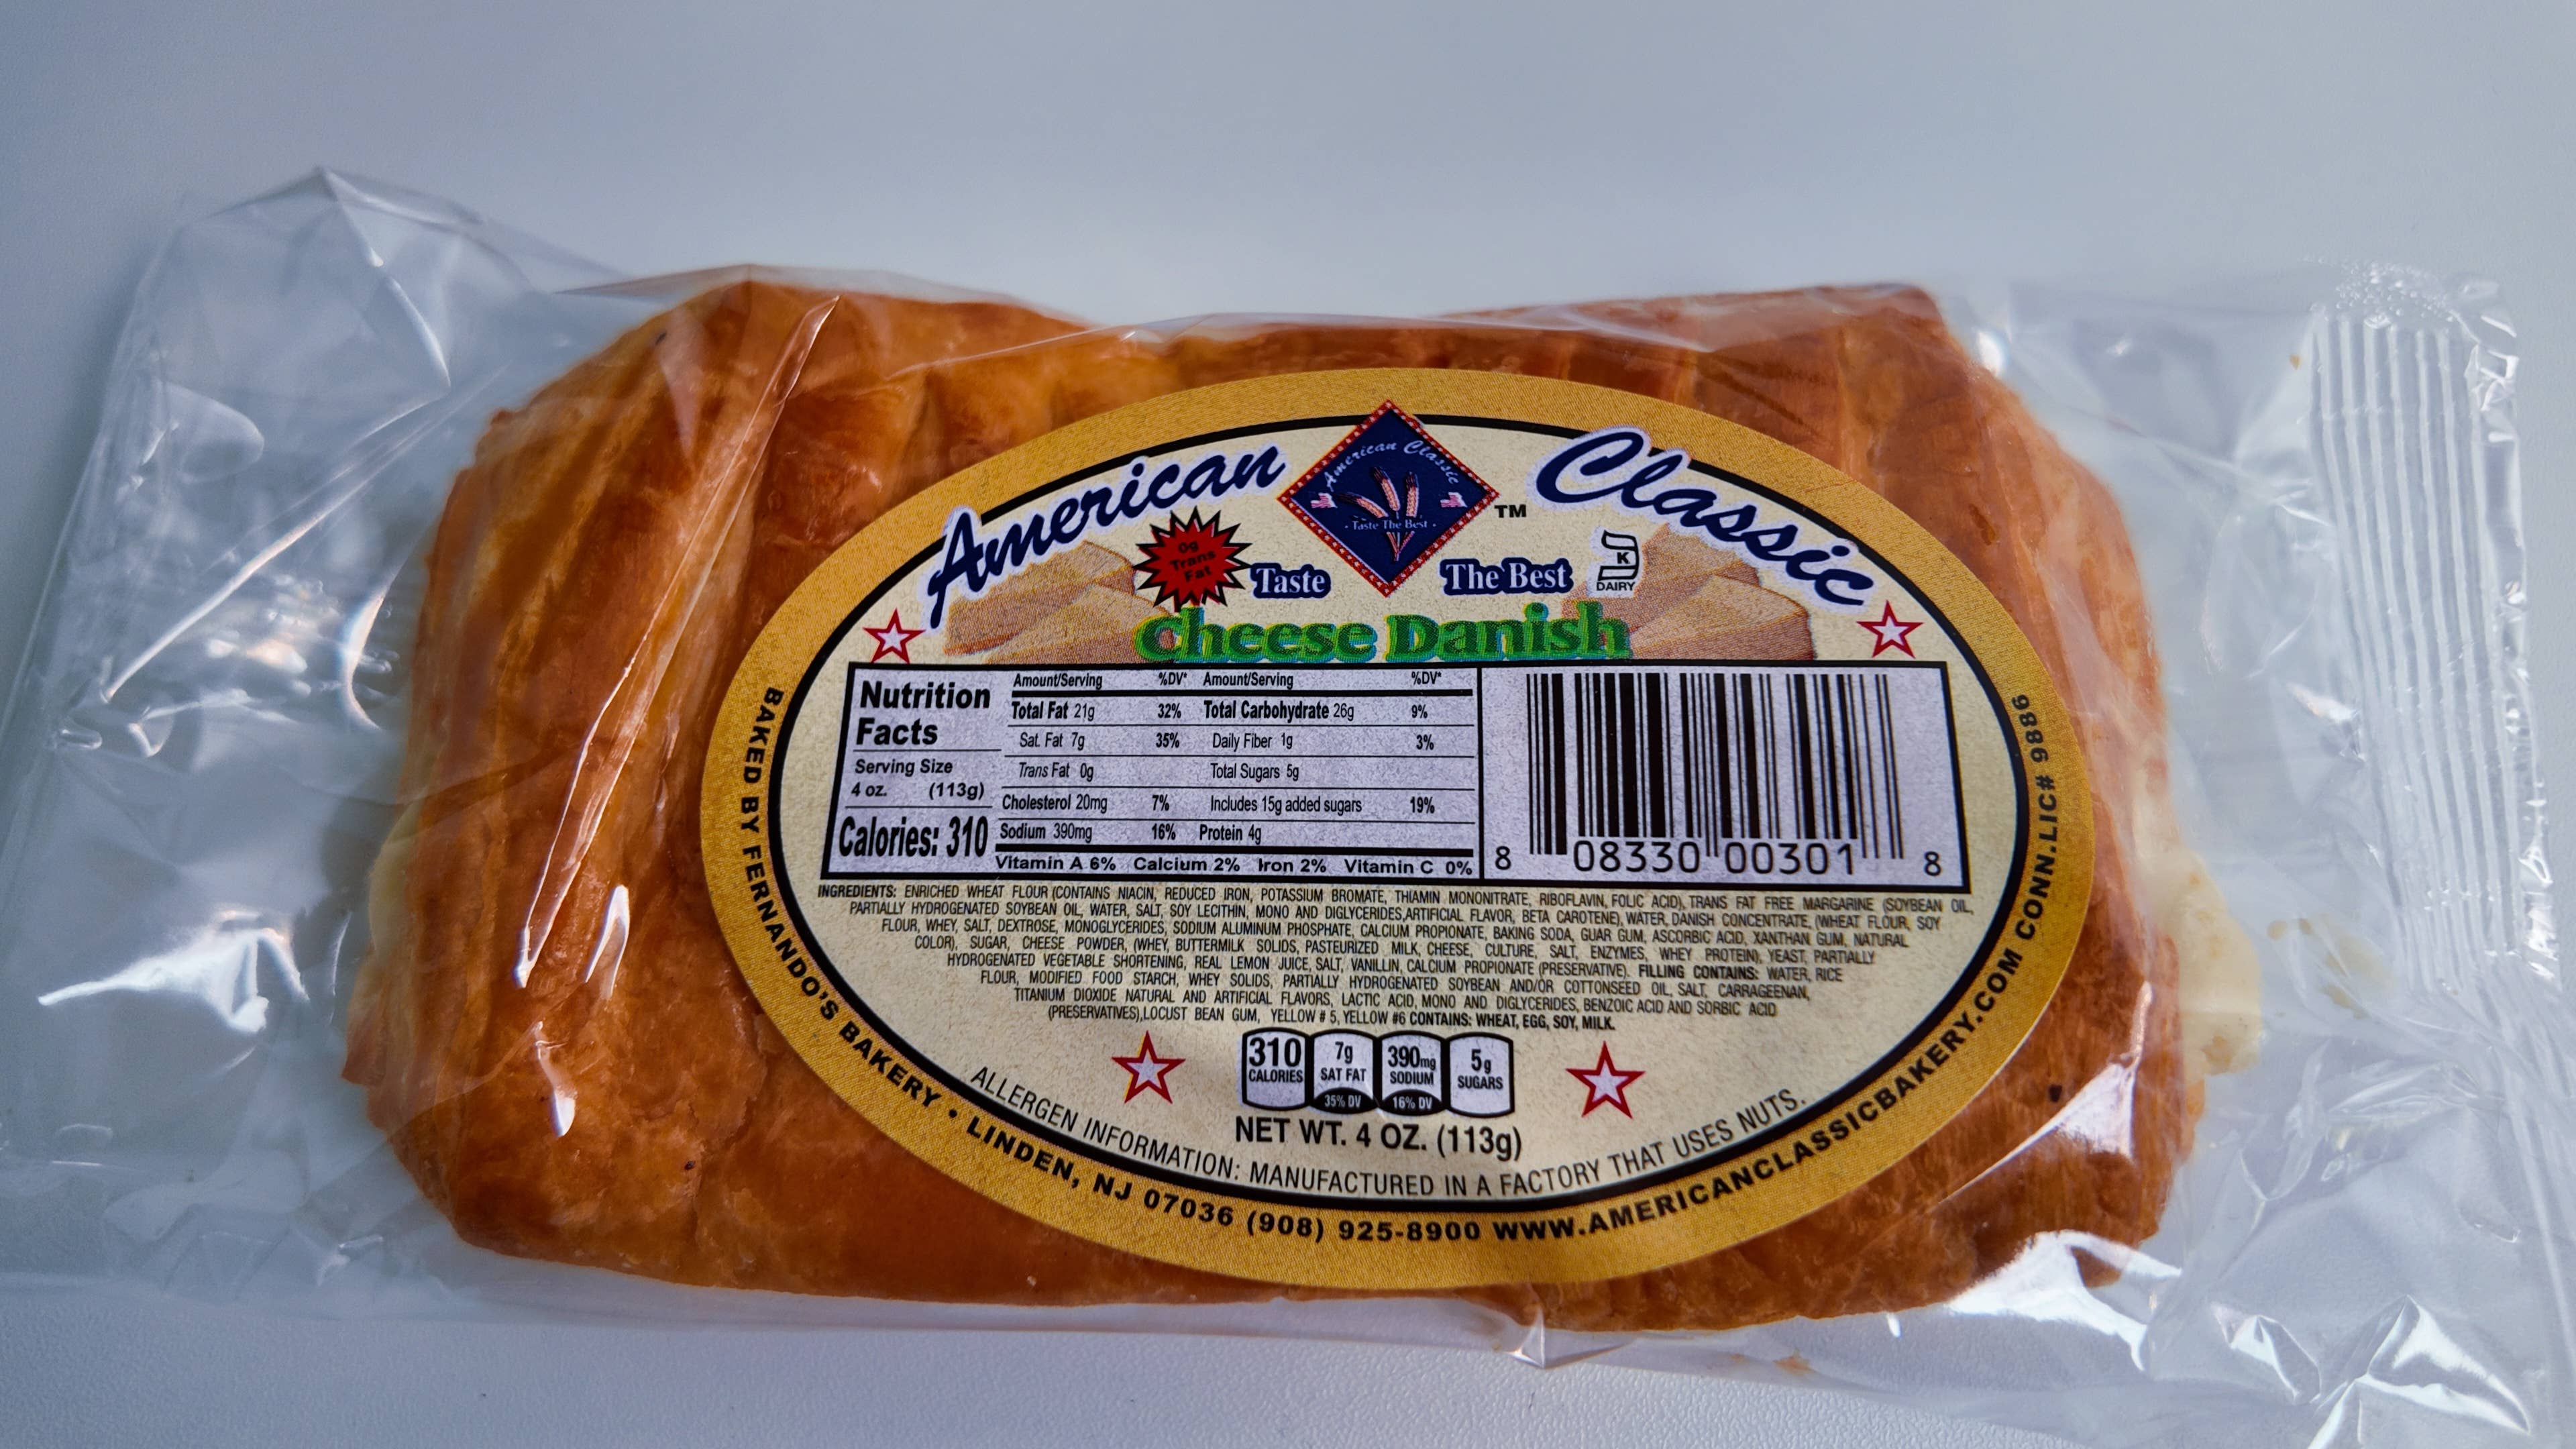 American Classic
American Classic
- Taste The Best -
TM
0g
Trans
Fat
Taste The Best
K
DAIRY
Cheese Danish
Nutrition
Facts
Serving Size
4 oz. (113g)
Calories: 310
Amount/Serving %DV* Amount/Serving %DV*
Total Fat 21g 32% Total Carbohydrate 26g 9%
Sat. Fat 7g 35% Daily Fiber 1g 3%
Trans Fat 0g Total Sugars 5g
Cholesterol 20mg 7% Includes 15g added sugars 19%
Sodium 390mg 16% Protein 4g
Vitamin A 6% Calcium 2% Iron 2% Vitamin C 0%
8 08330 00301 8
INGREDIENTS: ENRICHED WHEAT FLOUR (CONTAINS NIACIN, REDUCED IRON, POTASSIUM BROMATE, THIAMIN MONONITRATE, RIBOFLAVIN, FOLIC ACID), TRANS FAT FREE MARGARINE (SOYBEAN OIL,
PARTIALLY HYDROGENATED SOYBEAN OIL, WATER, SALT, SOY LECITHIN, MONO AND DIGLYCERIDES,ARTIFICIAL FLAVOR, BETA CAROTENE), WATER, DANISH CONCENTRATE, (WHEAT FLOUR, SOY
FLOUR, WHEY, SALT, DEXTROSE, MONOGLYCERIDES, SODIUM ALUMINUM PHOSPHATE, CALCIUM PROPIONATE, BAKING SODA, GUAR GUM, ASCORBIC ACID, XANTHAN GUM, NATURAL
COLOR), SUGAR, CHEESE POWDER, (WHEY, BUTTERMILK SOLIDS, PASTEURIZED MILK, CHEESE, CULTURE, SALT, ENZYMES, WHEY PROTEIN), YEAST, PARTIALLY
HYDROGENATED VEGETABLE SHORTENING, REAL LEMON JUICE, SALT, VANILLIN, CALCIUM PROPIONATE (PRESERVATIVE). FILLING CONTAINS: WATER, RICE
FLOUR, MODIFIED FOOD STARCH, WHEY SOLIDS, PARTIALLY HYDROGENATED SOYBEAN AND/OR COTTONSEED OIL, SALT, CARRAGEENAN,
TITANIUM DIOXIDE NATURAL AND ARTIFICIAL FLAVORS, LACTIC ACID, MONO AND DIGLYCERIDES, BENZOIC ACID AND SORBIC ACID
(PRESERVATIVES),LOCUST BEAN GUM, YELLOW # 5, YELLOW #6 CONTAINS: WHEAT, EGG, SOY, MILK.
310 7g 390mg 5g
CALORIES SAT FAT SODIUM SUGARS
35% DV 16% DV
NET WT. 4 OZ. (113g)
ALLERGEN INFORMATION: MANUFACTURED IN A FACTORY THAT USES NUTS.
BAKED BY FERNANDO'S BAKERY • LINDEN, NJ 07036 (908) 925-8900 WWW.AMERICANCLASSICBAKERY.COM CONN.LIC# 9886